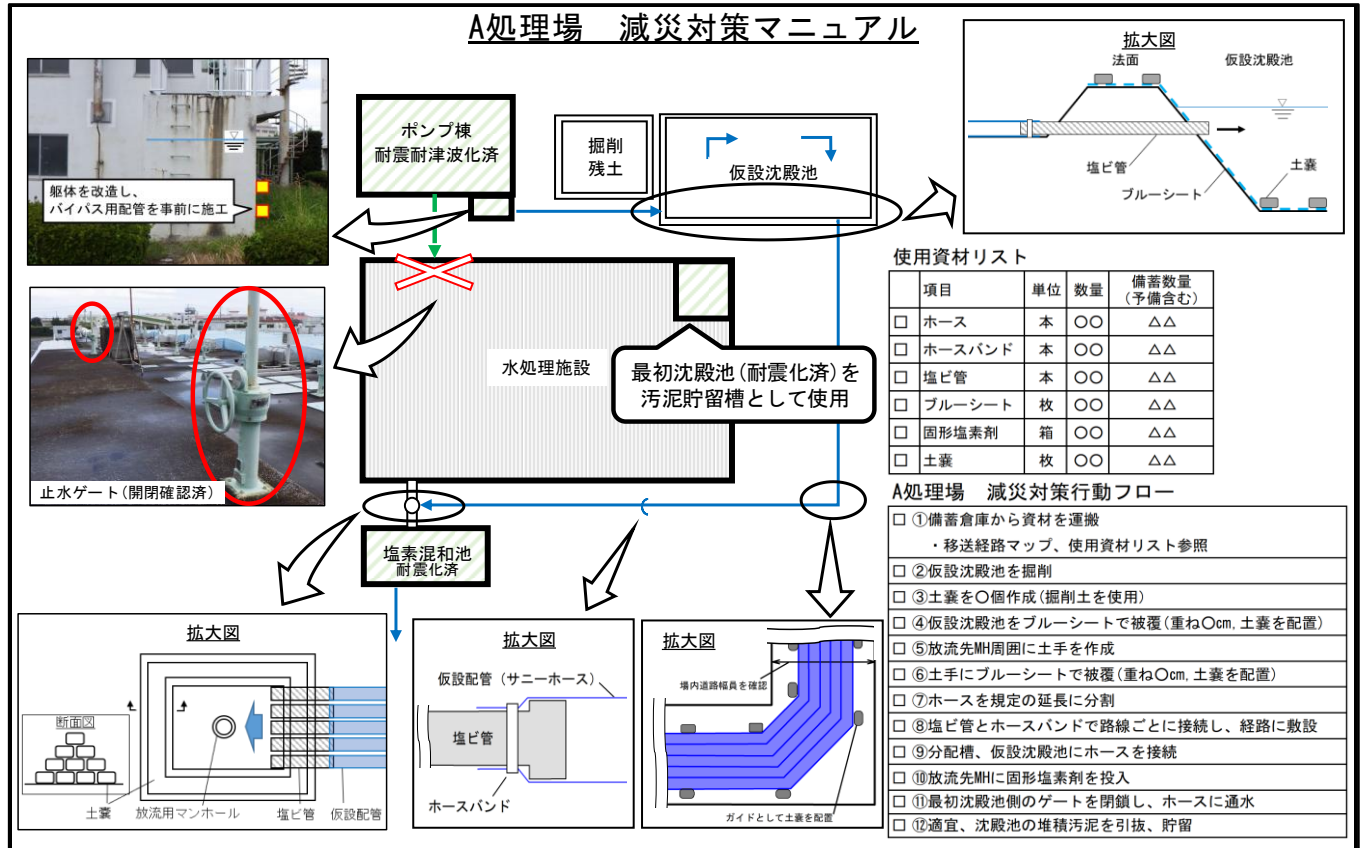 A処理場　減災対策マニュアル
躯体を改造し、
バイパス用配管を事前に施工
ポンプ棟
耐震耐津波化済
掘削
残土
仮設沈殿池
拡大図
法面
仮設沈殿池
塩ビ管
ブルーシート
土嚢
止水ゲート(開閉確認済)
水処理施設
最初沈殿池(耐震化済)を
汚泥貯留槽として使用
塩素混和池
耐震化済
使用資材リスト
項目 単位 数量 備蓄数量
(予備含む)
□ ホース 本 〇〇 △△
□ ホースバンド 本 〇〇 △△
□ 塩ビ管 本 〇〇 △△
□ ブルーシート 枚 〇〇 △△
□ 固形塩素剤 箱 〇〇 △△
□ 土嚢 枚 〇〇 △△
A処理場　減災対策行動フロー
□ ①備蓄倉庫から資材を運搬
・移送経路マップ、使用資材リスト参照
□ ②仮設沈殿池を掘削
□ ③土嚢を〇個作成(掘削土を使用)
□ ④仮設沈殿池をブルーシートで被覆(重ね〇cm, 土嚢を配置)
□ ⑤放流先MH周囲に土手を作成
□ ⑥土手にブルーシートで被覆(重ね〇cm, 土嚢を配置)
□ ⑦ホースを規定の延長に分割
□ ⑧塩ビ管とホースバンドで路線ごとに接続し、経路に敷設
□ ⑨分配槽、仮設沈殿池にホースを接続
□ ⑩放流先MHに固形塩素剤を投入
□ ⑪最初沈殿池側のゲートを閉鎖し、ホースに通水
□ ⑫適宜、沈殿池の堆積汚泥を引抜、貯留
拡大図
断面図
土嚢
放流用マンホール
塩ビ管
仮設配管
拡大図
仮設配管（サニーホース）
塩ビ管
ホースバンド
拡大図
場内道路幅員を確認
ガイドとして土嚢を配置